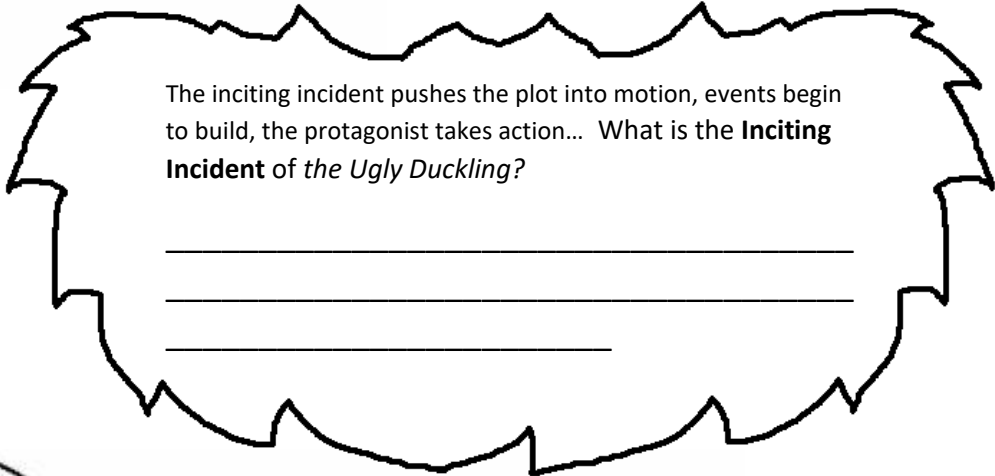 The inciting incident pushes the plot into motion, events begin
to build, the protagonist takes action… What is the Inciting
Incident of the Ugly Duckling?